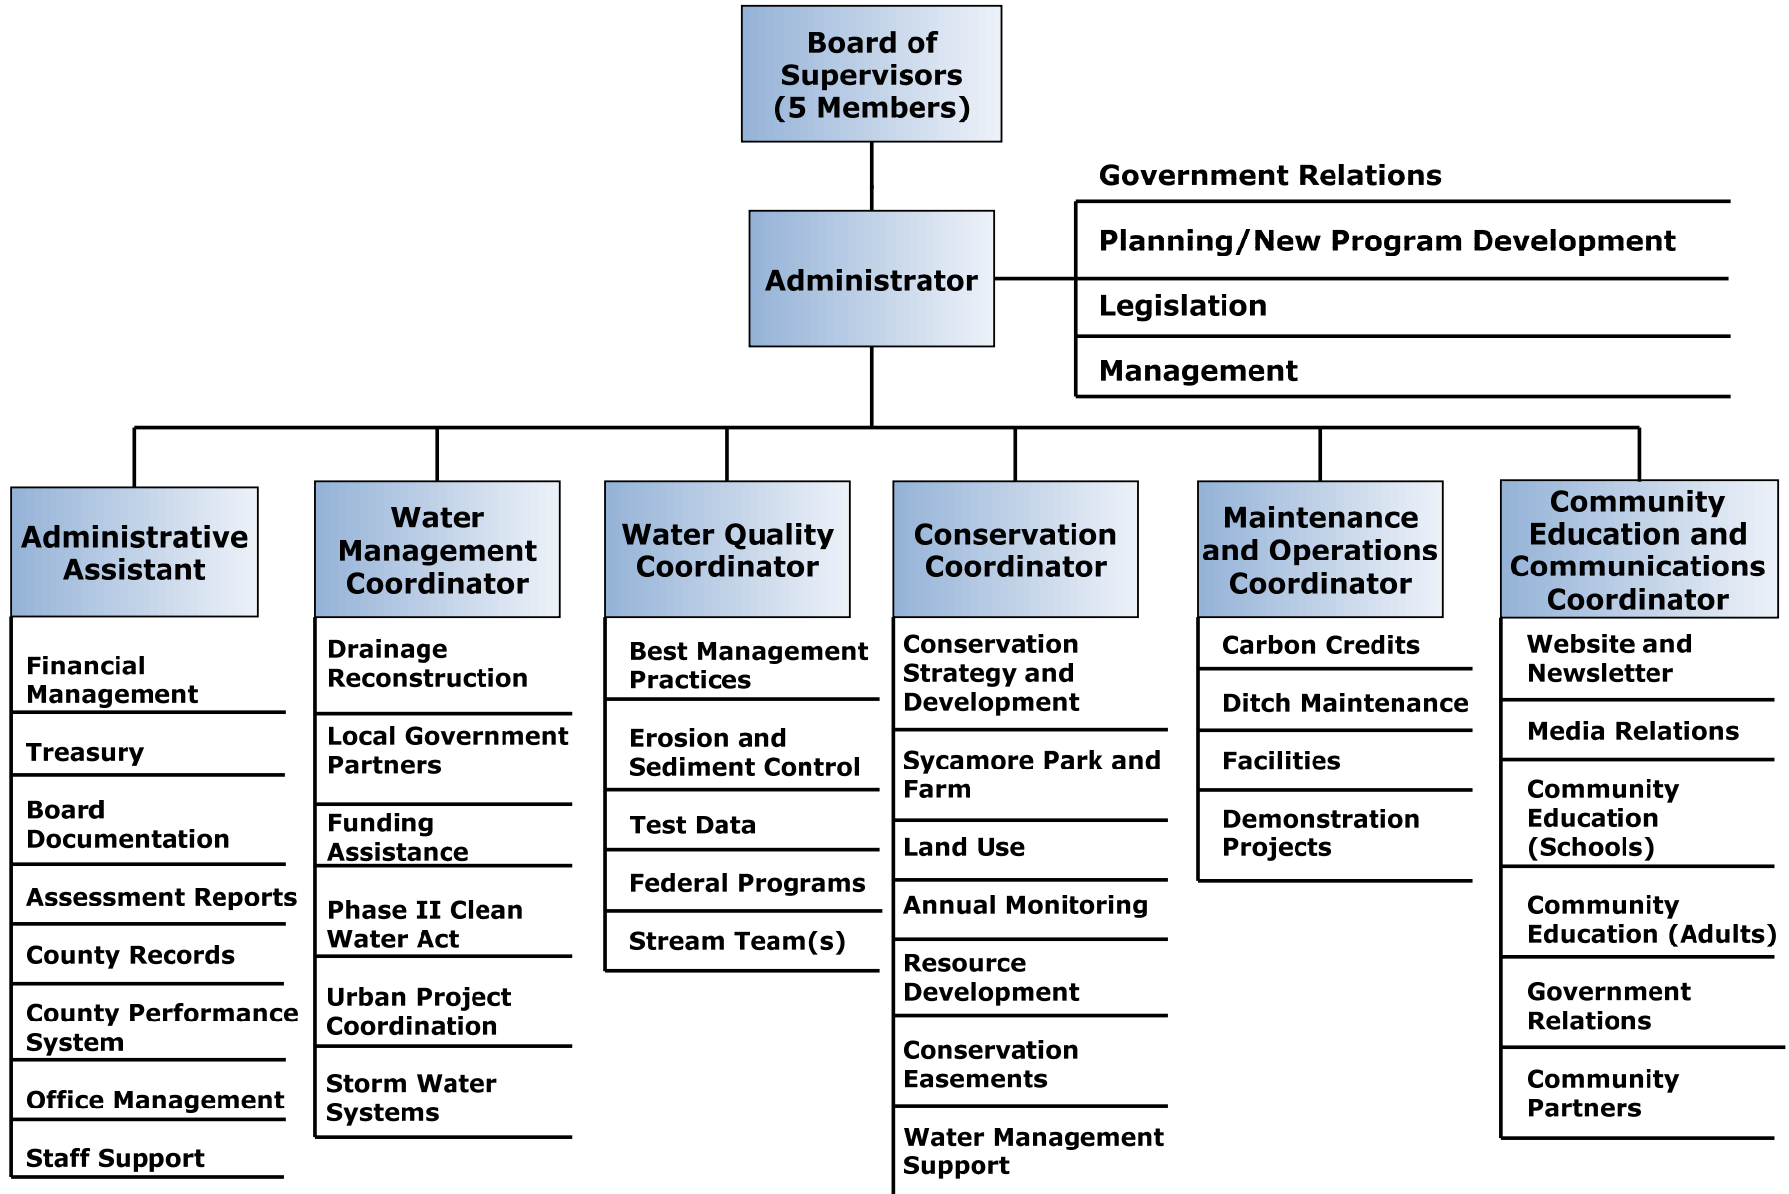 Board of
Supervisors
(5 Members)
Administrator
Government Relations
Planning/New Program Development
Legislation
Management
Administrative
Assistant
Financial
Management
Treasury
Board
Documentation
Assessment Reports
County Records
County Performance
System
Office Management
Staff Support
Water
Management
Coordinator
Drainage
Reconstruction
Local Government
Partners
Funding
Assistance
Phase II Clean
Water Act
Urban Project
Coordination
Storm Water
Systems
Water Quality
Coordinator
Best Management
Practices
Erosion and
Sediment Control
Test Data
Federal Programs
Stream Team(s)
Conservation
Coordinator
Conservation
Strategy and
Development
Sycamore Park and
Farm
Land Use
Annual Monitoring
Resource
Development
Conservation
Easements
Water Management
Support
Maintenance
and Operations
Coordinator
Carbon Credits
Ditch Maintenance
Facilities
Demonstration
Projects
Community
Education and
Communications
Coordinator
Website and
Newsletter
Media Relations
Community
Education
(Schools)
Community
Education (Adults)
Government
Relations
Community
Partners